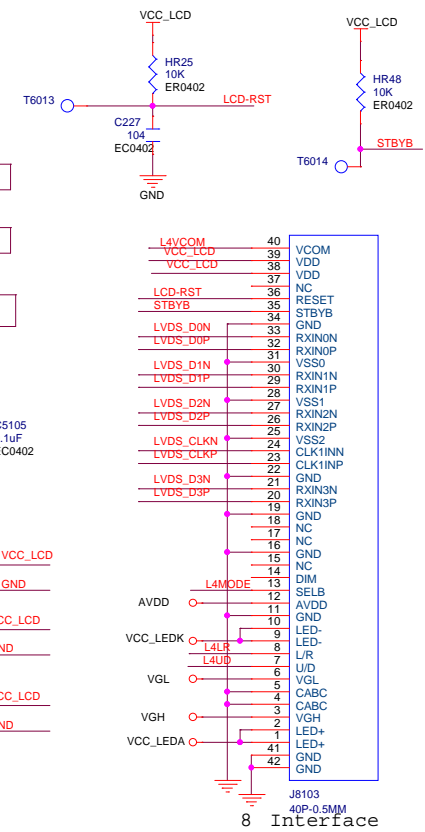 VCC_LCD
HR25
10K
ER0402
T6013
LCD-RST
C227
104
EC0402
GND
VCC_LCD
HR48
10K
ER0402
STBYB
T6014
L4VCOM 40 VCOM
VCC_LCD 39 VDD
VCC_LCD 38 VDD
37 NC
LCD-RST 36 RESET
STBYB 35 STBYB
34 GND
LVDS_D0N 33 RXIN0N
LVDS_D0P 32 RXIN0P
31 VSS0
LVDS_D1N 30 RXIN1N
LVDS_D1P 29 RXIN1P
28 VSS1
LVDS_D2N 27 RXIN2N
LVDS_D2P 26 RXIN2P
25 VSS2
LVDS_CLKN 24 CLK1INN
LVDS_CLKP 23 CLK1INP
22 GND
LVDS_D3N 21 RXIN3N
LVDS_D3P 20 RXIN3P
19 GND
18 NC
17 NC
16 GND
15 NC
14 DIM
L4MODE 13 SELB
AVDD 12 AVDD
11 GND
10 LED-
VCC_LEDK 9 LED-
L4LR 8 L/R
L4UD 7 U/D
VGL 6 VGL
5 CABC
4 CABC
VGH 3 VGH
2 LED+
VCC_LEDA 1 LED+
41 GND
42 GND
J8103
40P-0.5MM
8 Interface
5105
.1uF
C0402
VCC_LCD
GND
CC_LCD
ND
CC_LCD
ND